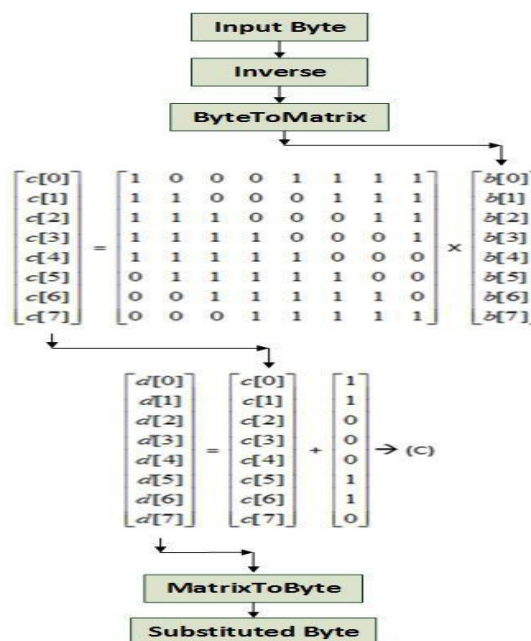 Input Byte
Inverse
ByteToMatrix
c[0] 1 0 0 0 1 1 1 1 b[0]
c[1] 1 1 0 0 0 1 1 1 b[1]
c[2] 1 1 1 0 0 0 1 1 b[2]
c[3] = 1 1 1 1 0 0 0 1 × b[3]
c[4] 1 1 1 1 1 0 0 0 b[4]
c[5] 0 1 1 1 1 1 0 0 b[5]
c[6] 0 0 1 1 1 1 1 0 b[6]
c[7] 0 0 0 1 1 1 1 1 b[7]
d[0] c[0] 1
d[1] c[1] 1
d[2] c[2] 0
d[3] c[3] 0
d[4] = c[4] + 0 → (C)
d[5] c[5] 1
d[6] c[6] 1
d[7] c[7] 0
MatrixToByte
Substituted Byte